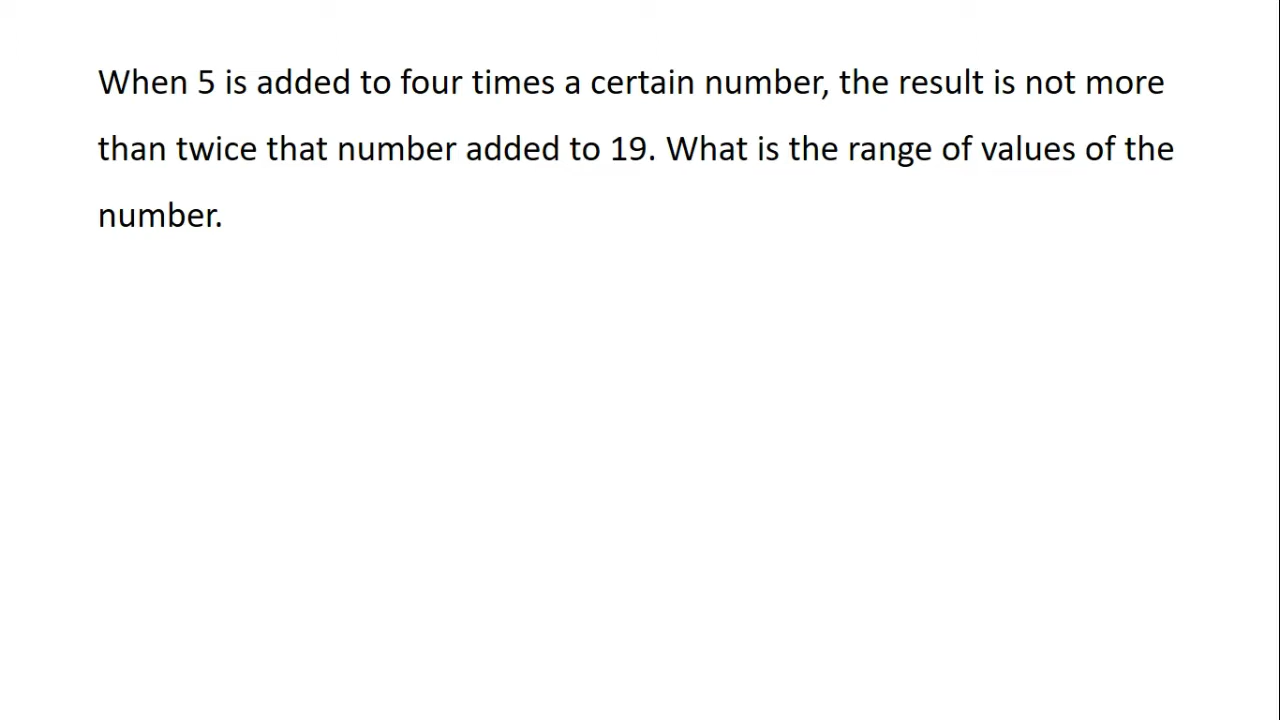 When 5 is added to four times a certain number, the result is not more
than twice that number added to 19. What is the range of values of the
number.